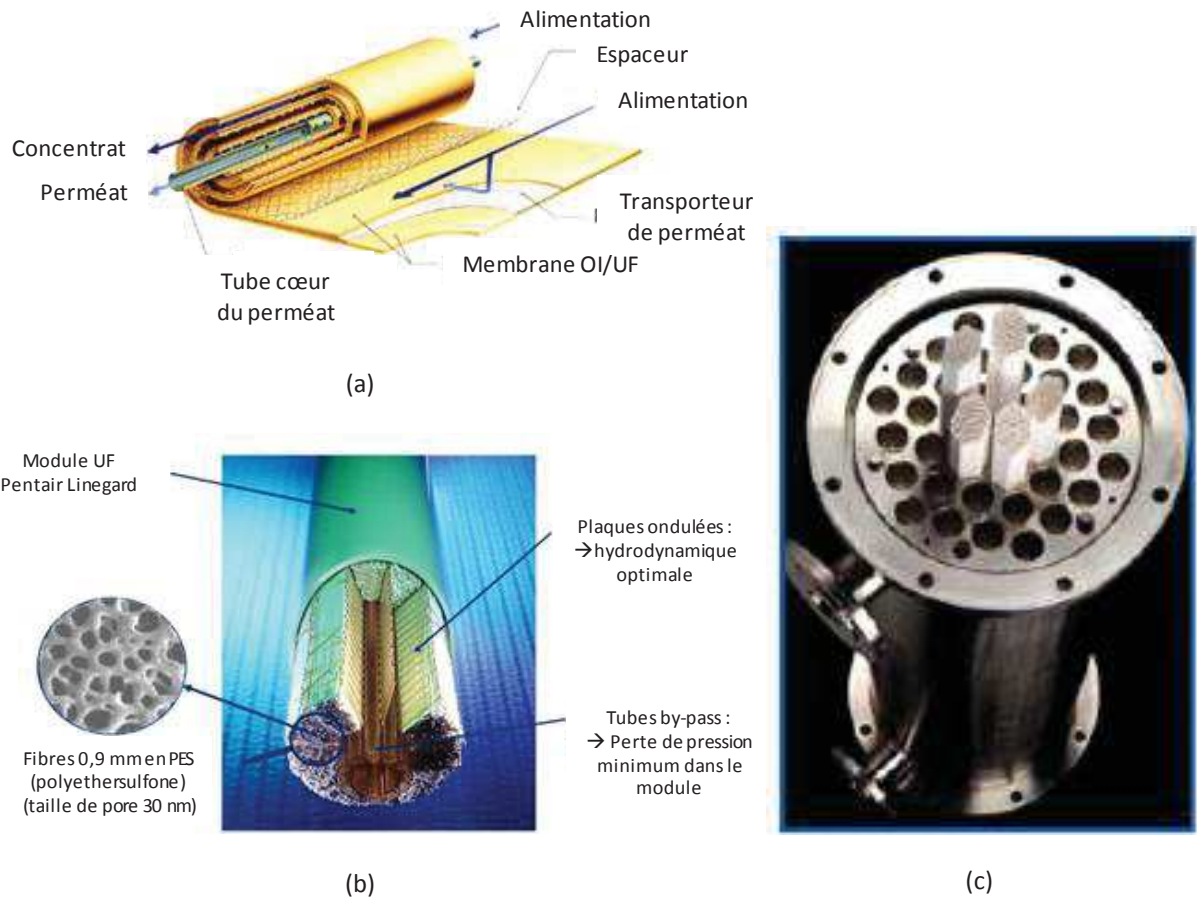 Alimentation
Espaceur
Alimentation
Concentrat
Perméat
Transporteur
de perméat
Membrane OI/UF
Tube cœur
du perméat
(a)
Module UF
Pentair Linegard
Plaques ondulées :
→hydrodynamique
optimale
Tubes by-pass :
→ Perte de pression
minimum dans le
module
Fibres 0,9 mm en PES
(polyethersulfone)
(taille de pore 30 nm)
(b)
(c)